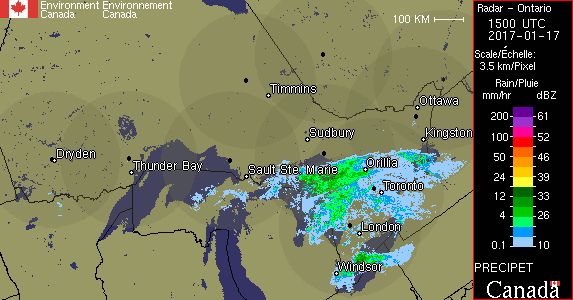 Environment Environnement
Canada Canada
100 KM
Radar - Ontario
1500 UTC
2017-01-17
Scale/Échelle:
3.5 km/Pixel
Rain/Pluie
mm/hr dBZ
200 61
100 52
50 46
24 39
12 33
4 26
0.1 10
PRECIPET
Canada
Timmins
Ottawa
Sudbury
Kingston
Dryden
Thunder Bay
Sault Ste. Marie
Orillia
Toronto
London
Windsor